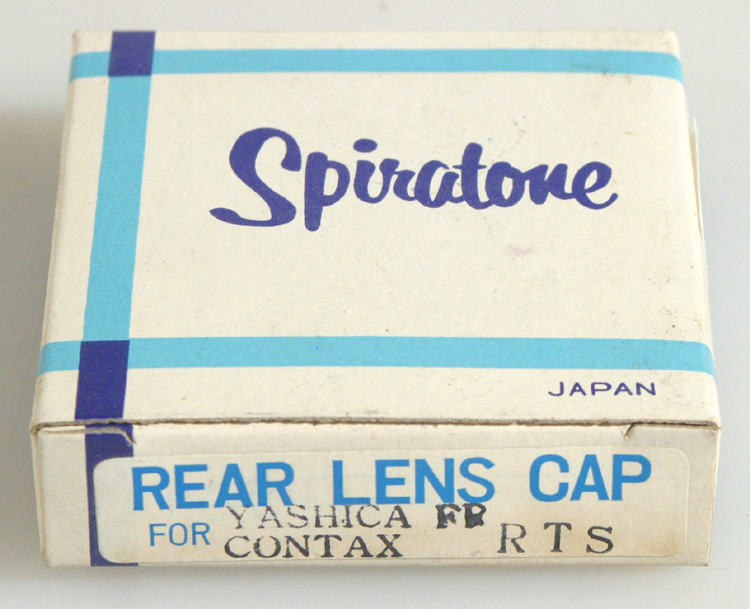 Spiratone
JAPAN
REAR LENS CAP
FOR YASHICA FR
CONTAX RTS